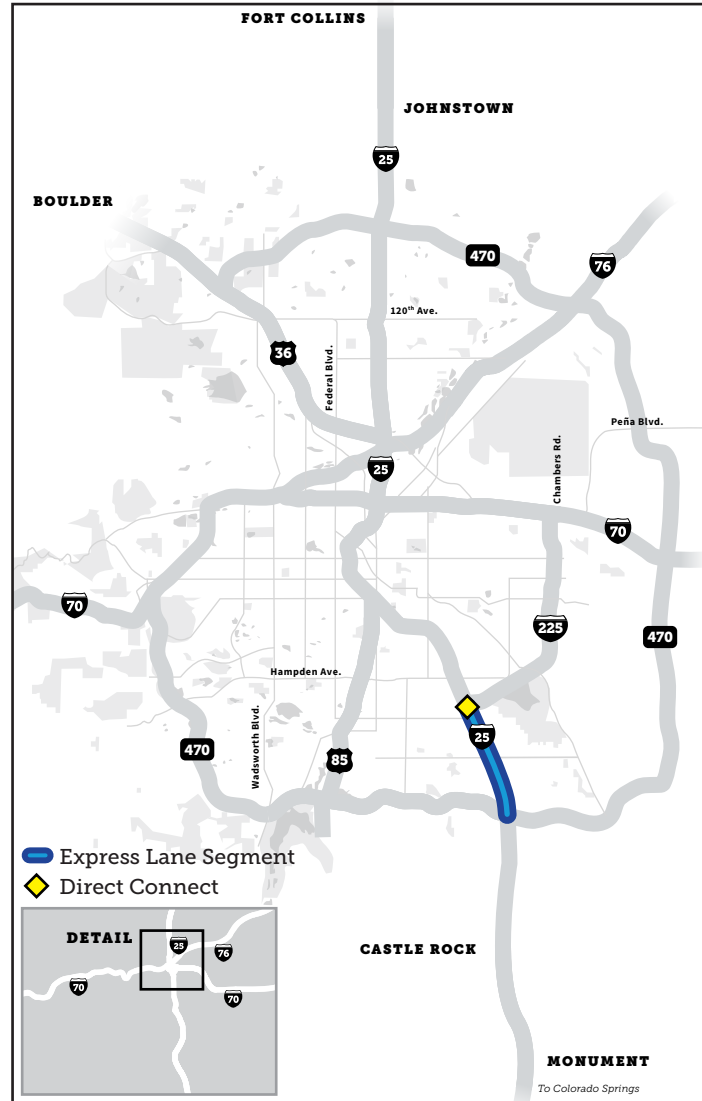 FORT COLLINS
JOHNSTOWN
25
BOULDER
470
76
120th Ave.
36
Federal Blvd.
Peña Blvd.
25
Chambers Rd.
70
70
225
470
Hampden Ave.
Wadsworth Blvd.
25
470
85
Express Lane Segment
Direct Connect
DETAIL
25
76
70
70
CASTLE ROCK
MONUMENT
To Colorado Springs